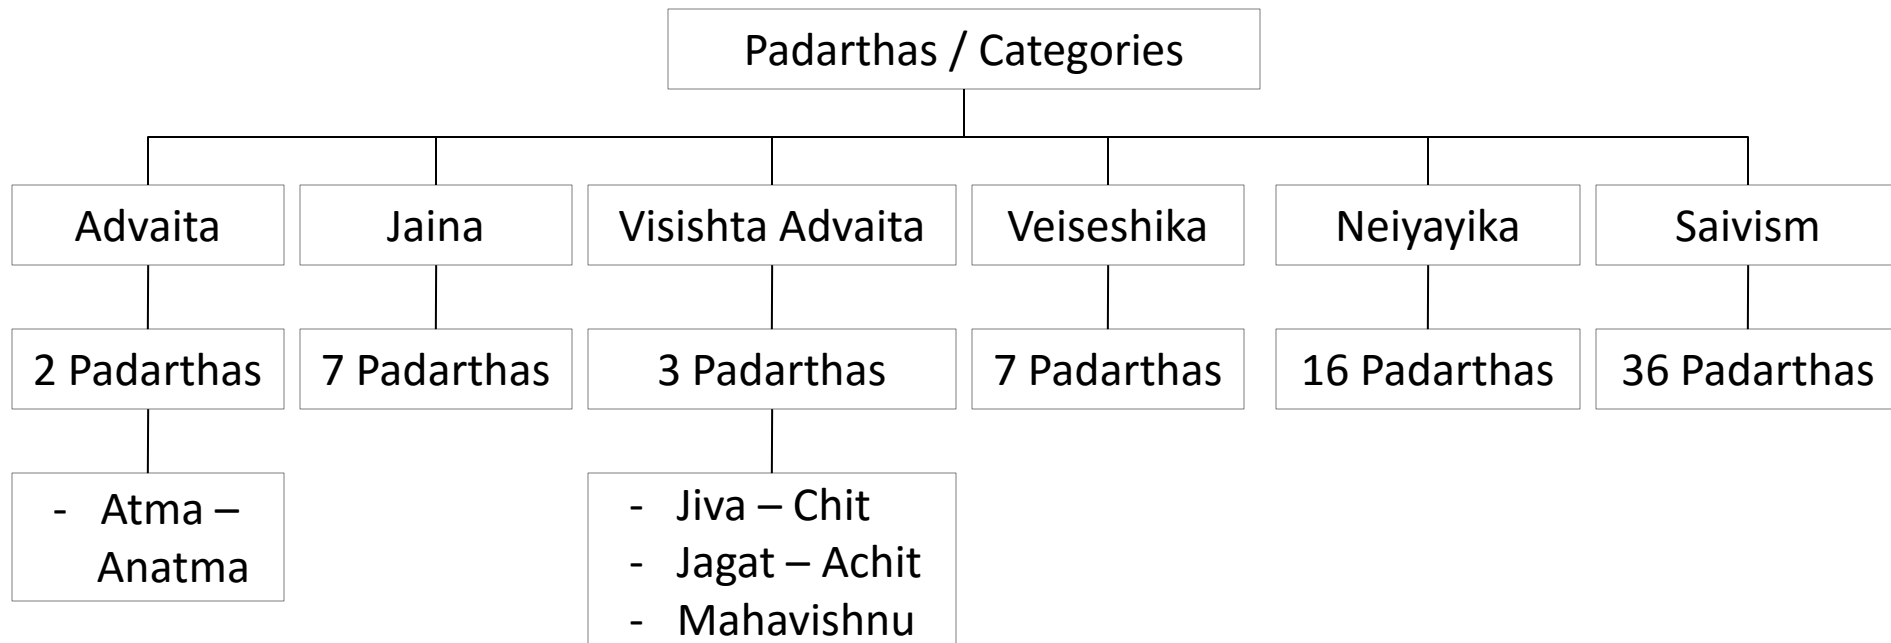 Padarthas / Categories
Advaita
Jaina
Visishta Advaita
Veiseshika
Neiyayika
Saivism
2 Padarthas
7 Padarthas
3 Padarthas
7 Padarthas
16 Padarthas
36 Padarthas
- Atma –
Anatma
- Jiva – Chit
- Jagat – Achit
- Mahavishnu